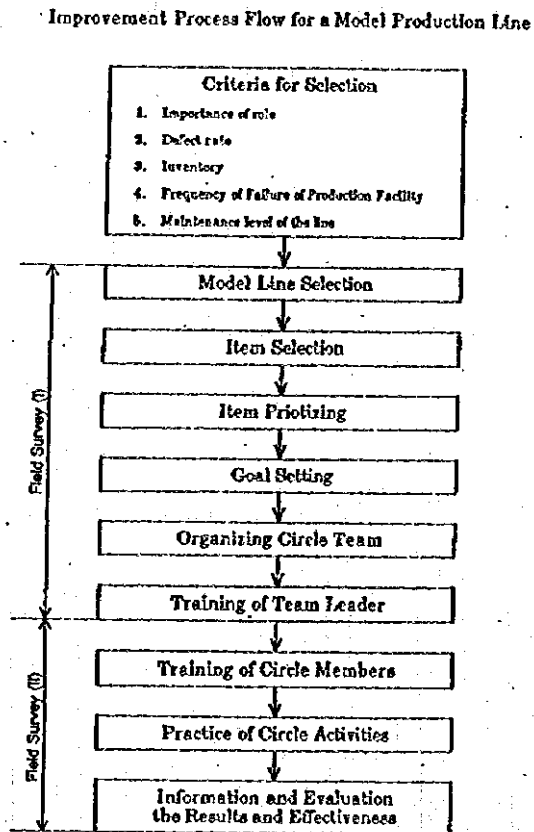 Improvement Process Flow for a Model Production Line
Criteria for Selection
1. Importance of role
2. Defect rate
3. Inventory
4. Frequency of Failure of Production Facility
5. Maintenance level of the line
Model Line Selection
Item Selection
Item Priotizing
Goal Setting
Organizing Circle Team
Training of Team Leader
Training of Circle Members
Practice of Circle Activities
Information and Evaluation
the Results and Effectiveness
Field Survey (I)
Field Survey (II)